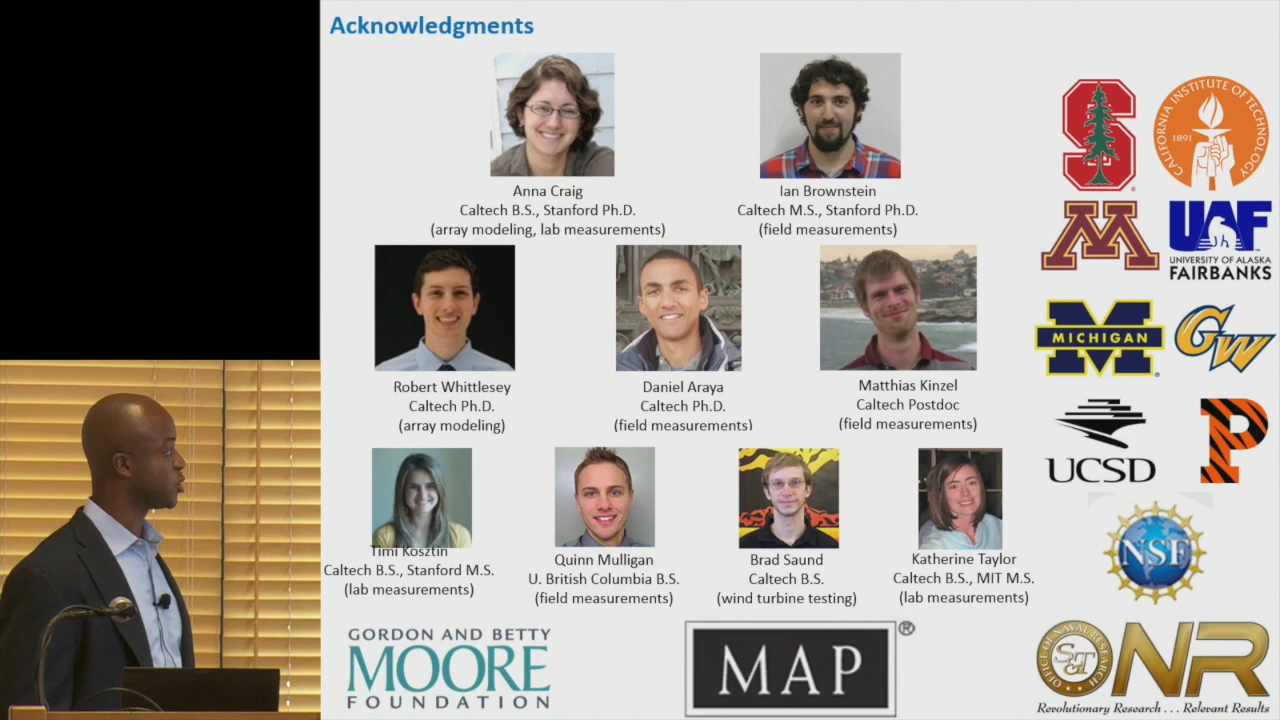 Acknowledgments
Anna Craig
Caltech B.S., Stanford Ph.D.
(array modeling, lab measurements)
Ian Brownstein
Caltech M.S., Stanford Ph.D.
(field measurements)
Robert Whittlesey
Caltech Ph.D.
(array modeling)
Daniel Araya
Caltech Ph.D.
(field measurements)
Matthias Kinzel
Caltech Postdoc
(field measurements)
Timi Kosztin
Caltech B.S., Stanford M.S.
(lab measurements)
Quinn Mulligan
U. British Columbia B.S.
(field measurements)
Brad Saund
Caltech B.S.
(wind turbine testing)
Katherine Taylor
Caltech B.S., MIT M.S.
(lab measurements)
GORDON AND BETTY
MOORE
FOUNDATION
MAP®
S
CALIFORNIA INSTITUTE OF TECHNOLOGY
1891
M
UAF
UNIVERSITY OF ALASKA
FAIRBANKS
MICHIGAN
GW
UCSD
P
NSF
OFFICE OF NAVAL RESEARCH
S&T
ONR
Revolutionary Research . . . Relevant Results